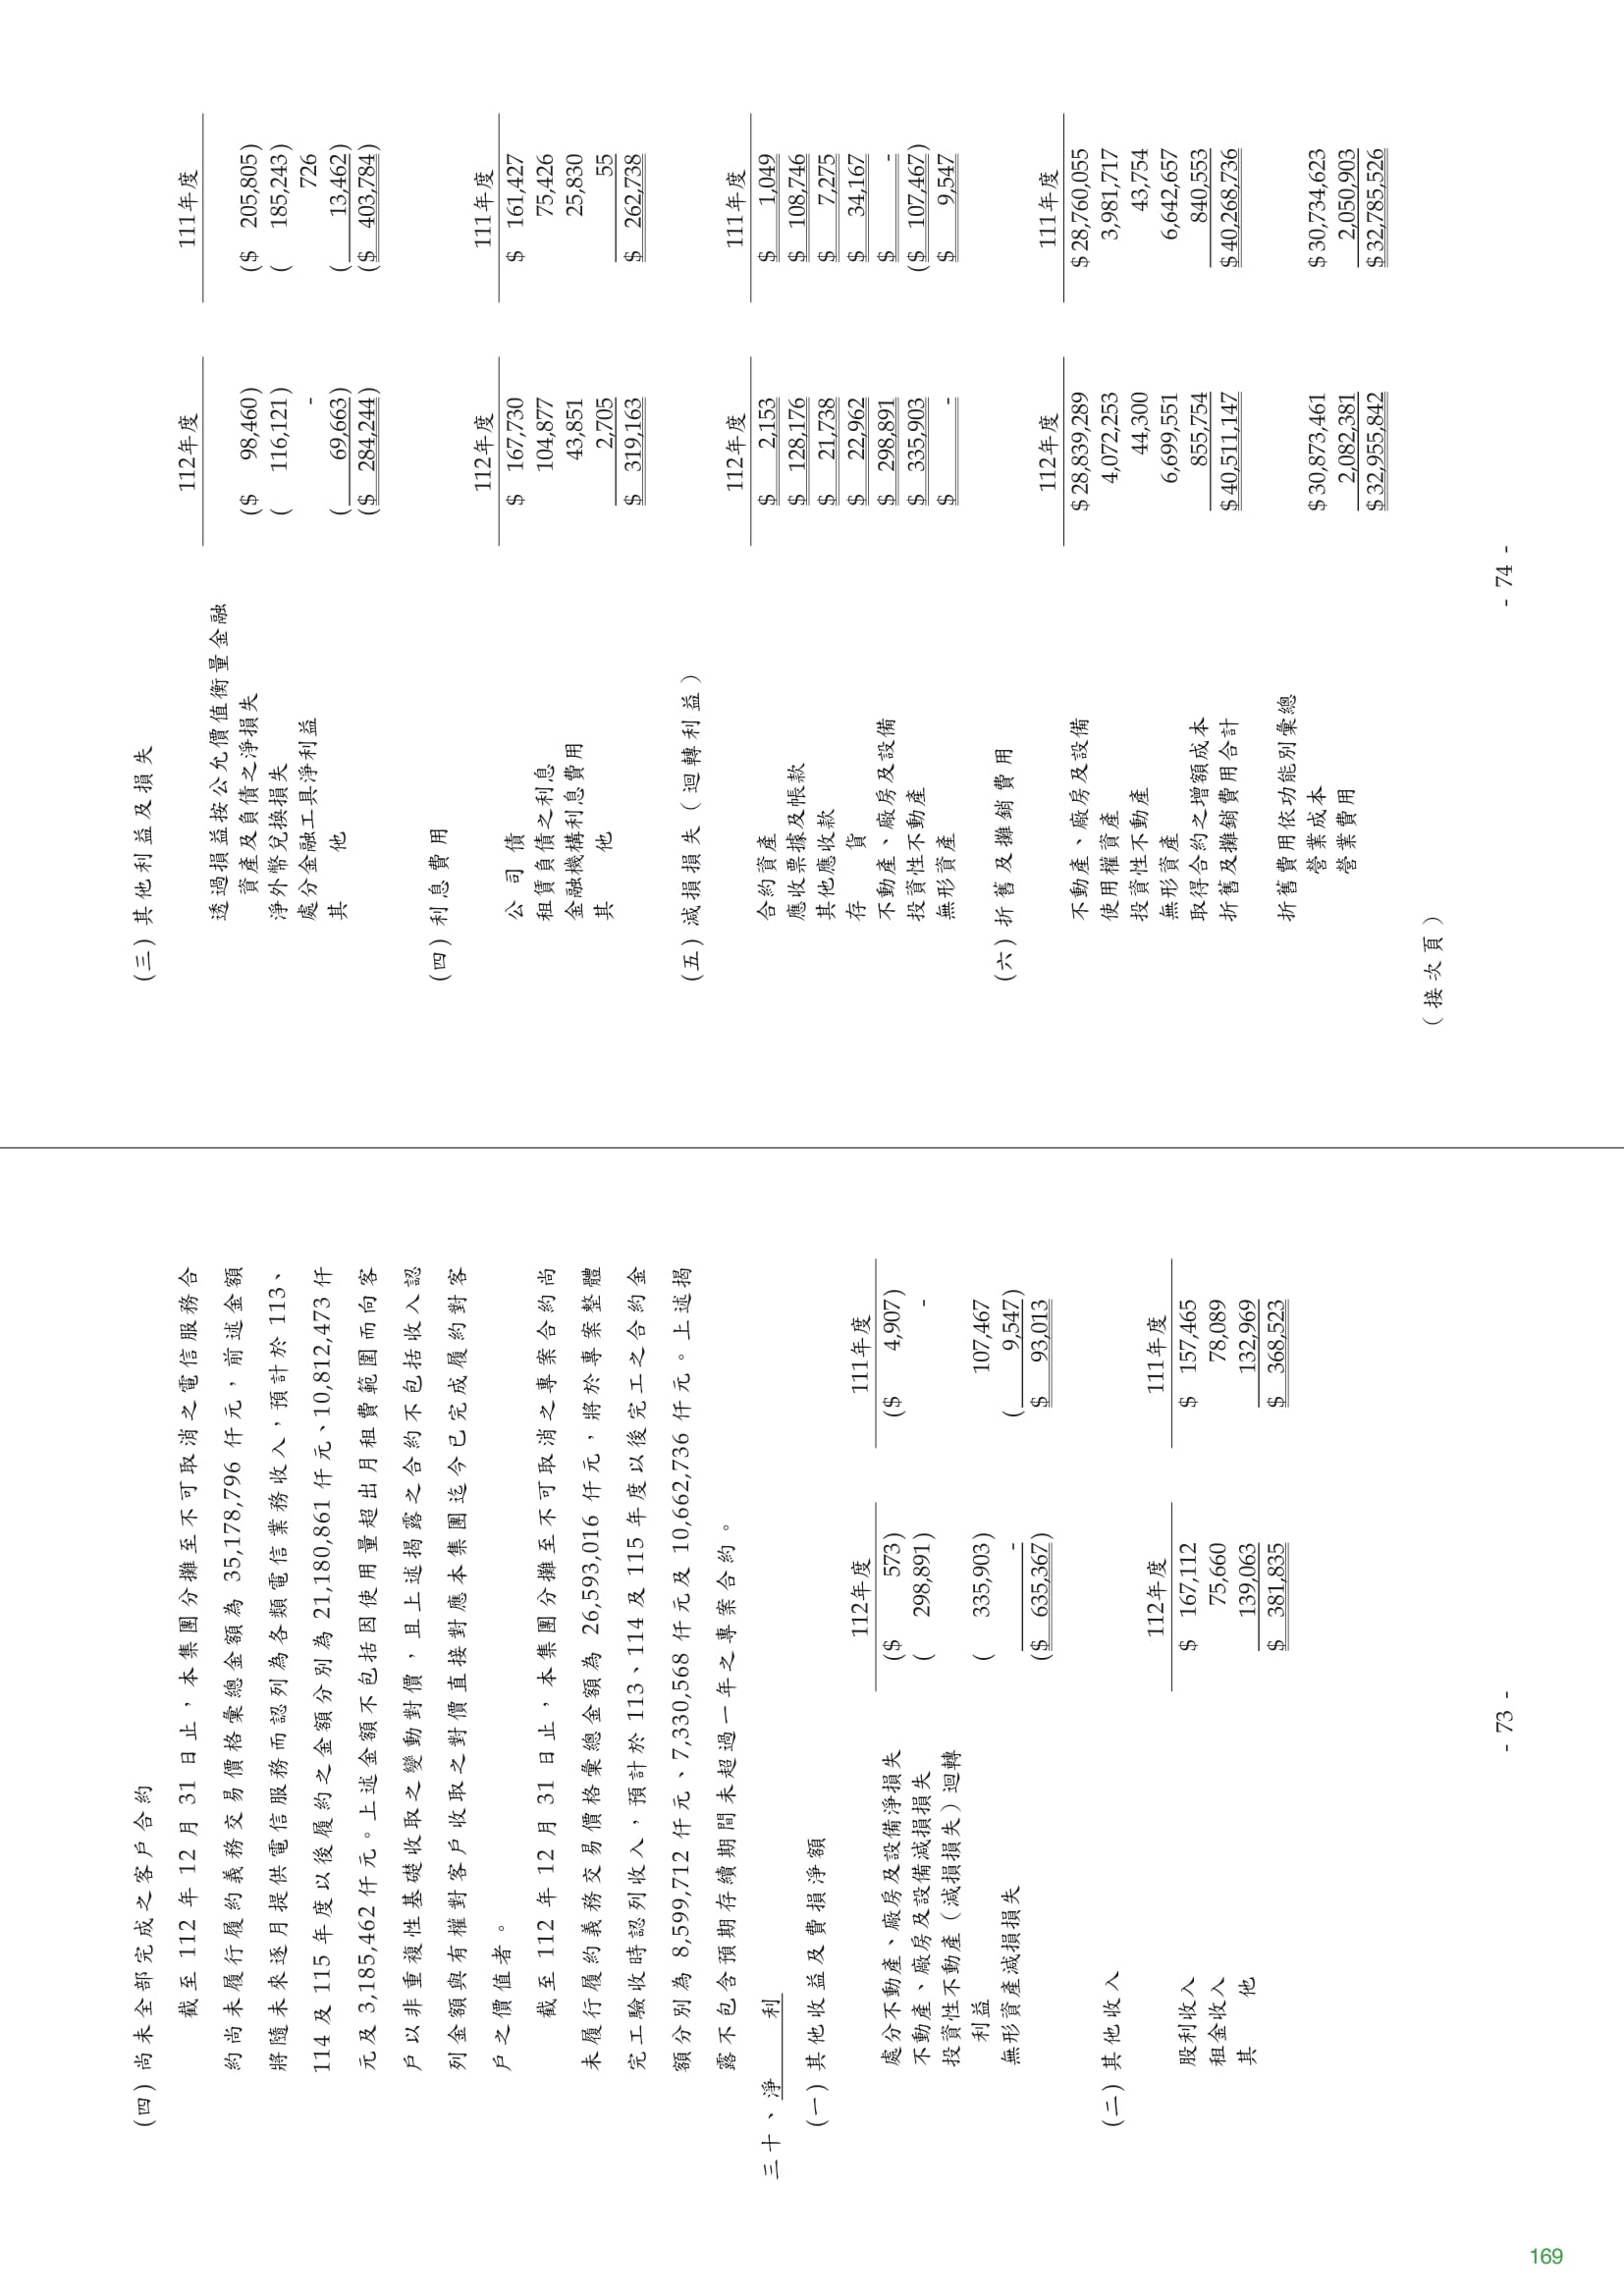 (四) 尚未全部完成之客戶合約
截至 112 年 12 月 31 日止，本集團分攤至不可取消之電信服務合
約尚未履行履約義務交易價格彙總金額為 35,178,796 仟元，前述金額
將隨未來逐月提供電信服務而認列為各類電信業務收入，預計於 113、
114 及 115 年度以後履約之金額分別為 21,180,861 仟元、10,812,473 仟
元及 3,185,462 仟元。上述金額不包括因使用量超出月租費範圍而向客
戶以非重複性基礎收取之變動對價，且上述揭露之合約不包括收入認
列金額與有權對客戶收取之對價直接對應本集團迄今已完成履約對客
戶之價值者。
截至 112 年 12 月 31 日止，本集團分攤至不可取消之專案合約尚
未履行履約義務交易價格彙總金額為 26,593,016 仟元，將於專案整體
完工驗收時認列收入，預計於 113、114 及 115 年度以後完工之合約金
額分別為 8,599,712 仟元、7,330,568 仟元及 10,662,736 仟元。上述揭
露不包含預期存續期間未超過一年之專案合約。
三十、淨　　利
(一) 其他收益及費損淨額
112年度 111年度
處分不動產、廠房及設備淨損失 ($ 573) ($ 4,907)
不動產、廠房及設備減損損失 ( 298,891) -
投資性不動產（減損損失）迴轉
利益 ( 335,903) 107,467
無形資產減損損失 - ( 9,547)
($ 635,367) $ 93,013
(二) 其他收入
112年度 111年度
股利收入 $ 167,112 $ 157,465
租金收入 75,660 78,089
其　　他 139,063 132,969
$ 381,835 $ 368,523
- 73 -
(三) 其他利益及損失
112年度 111年度
透過損益按公允價值衡量金融
資產及負債之淨損失 ($ 98,460) ($ 205,805)
淨外幣兌換損失 ( 116,121) ( 185,243)
處分金融工具淨利益 - 726
其　　他 ( 69,663) ( 13,462)
($ 284,244) ($ 403,784)
(四) 利息費用
112年度 111年度
公 司 債 $ 167,730 $ 161,427
租賃負債之利息 104,877 75,426
金融機構利息費用 43,851 25,830
其　　他 2,705 55
$ 319,163 $ 262,738
(五) 減損損失（迴轉利益）
112年度 111年度
合約資產 $ 2,153 $ 1,049
應收票據及帳款 $ 128,176 $ 108,746
其他應收款 $ 21,738 $ 7,275
存　　貨 $ 22,962 $ 34,167
不動產、廠房及設備 $ 298,891 $ -
投資性不動產 $ 335,903 ($ 107,467)
無形資產 $ - $ 9,547
(六) 折舊及攤銷費用
112年度 111年度
不動產、廠房及設備 $ 28,839,289 $ 28,760,055
使用權資產 4,072,253 3,981,717
投資性不動產 44,300 43,754
無形資產 6,699,551 6,642,657
取得合約之增額成本 855,754 840,553
折舊及攤銷費用合計 $ 40,511,147 $ 40,268,736
折舊費用依功能別彙總
營業成本 $ 30,873,461 $ 30,734,623
營業費用 2,082,381 2,050,903
$ 32,955,842 $ 32,785,526
（接次頁）
- 74 -
169